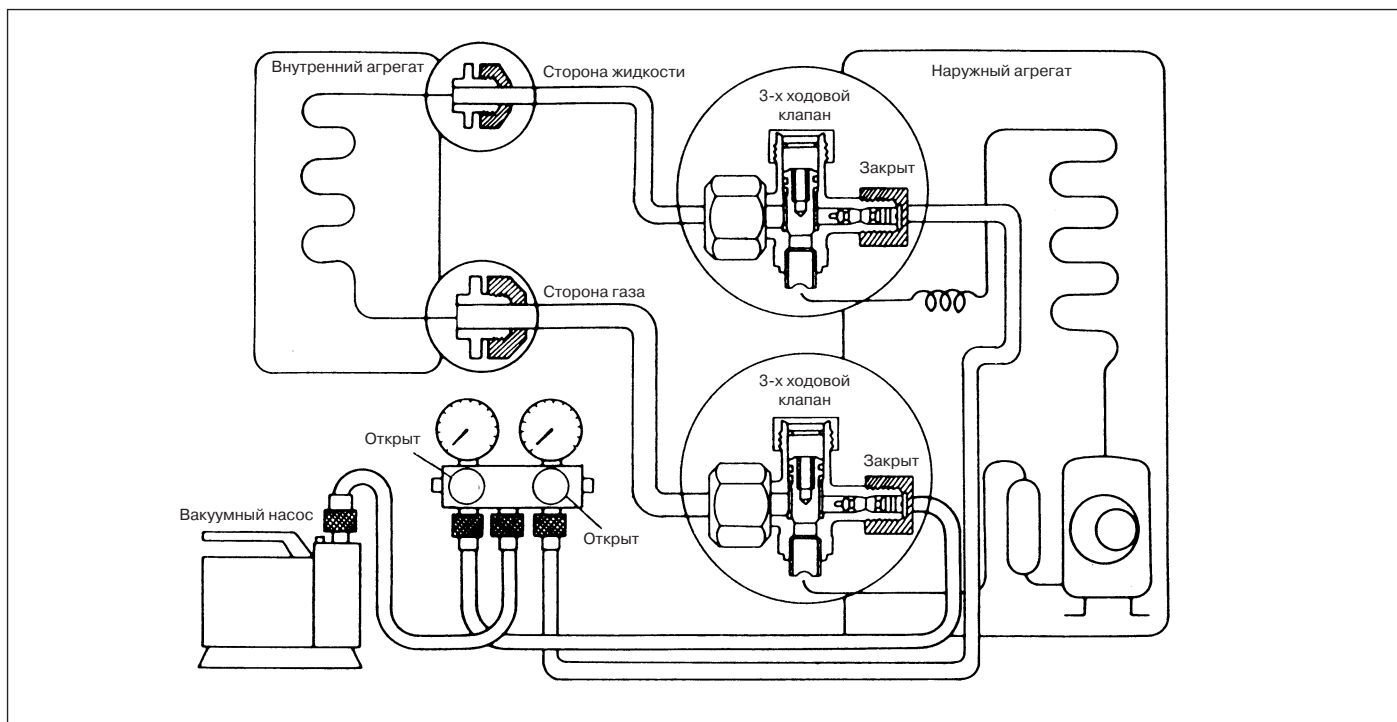 Внутренний агрегат
Сторона жидкости
3-х ходовой
клапан
Наружный агрегат
Закрыт
Сторона газа
3-х ходовой
клапан
Закрыт
Открыт
Вакуумный насос
Открыт